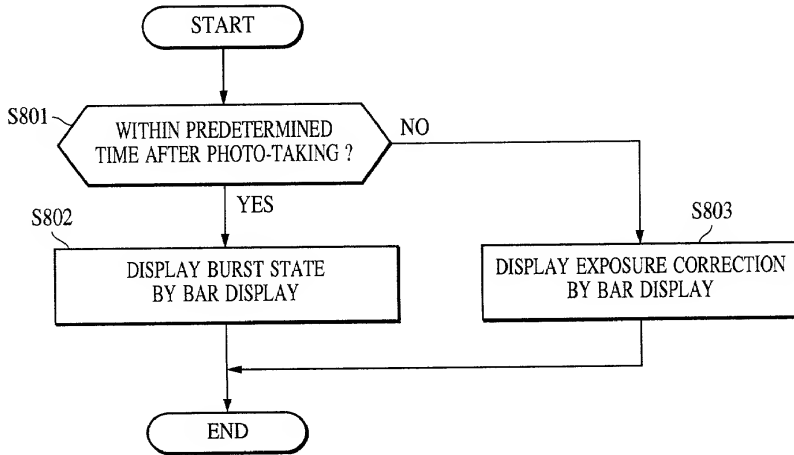 START
S801
WITHIN PREDETERMINED
TIME AFTER PHOTO-TAKING ?
NO
YES
S802
DISPLAY BURST STATE
BY BAR DISPLAY
S803
DISPLAY EXPOSURE CORRECTION
BY BAR DISPLAY
END